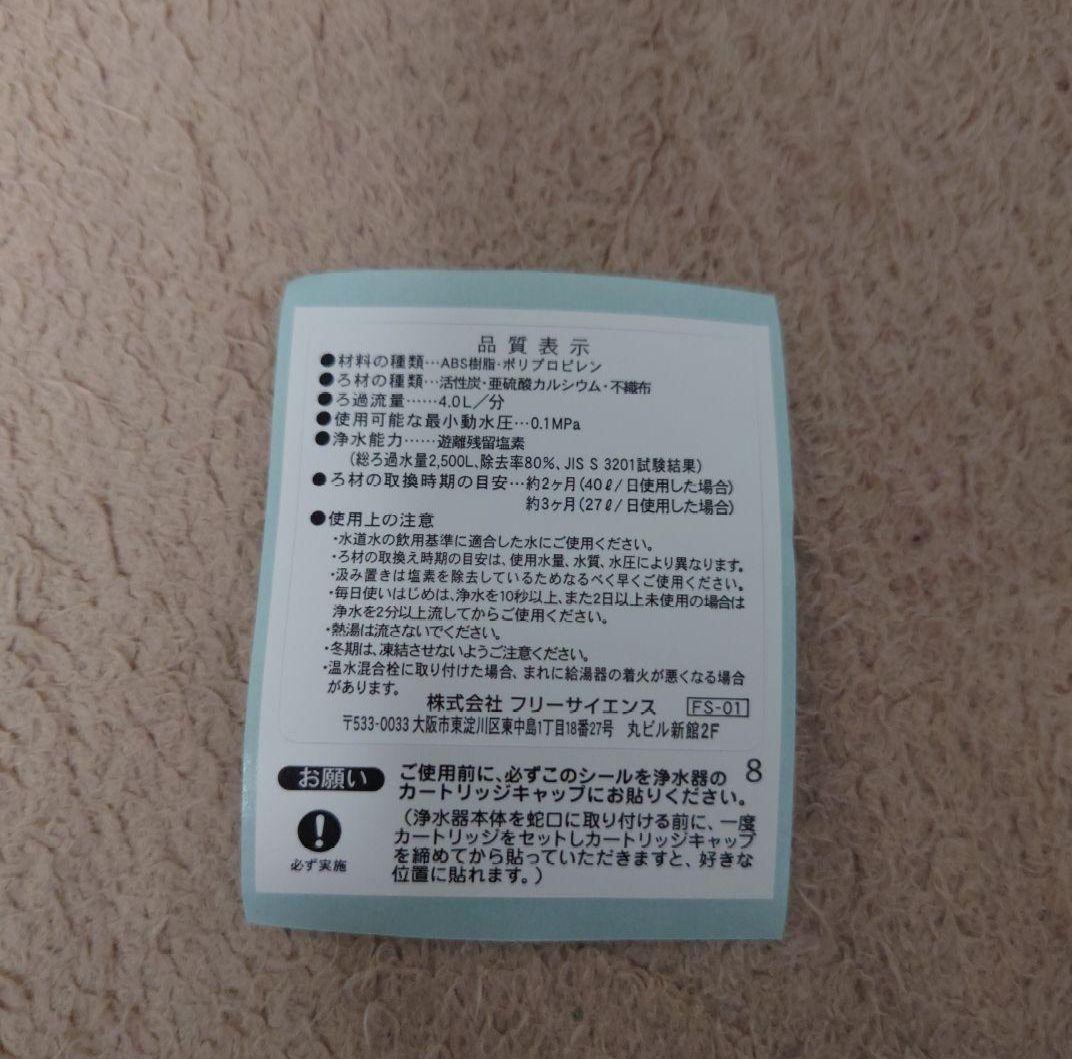 品質表示
●材料の種類…ABS樹脂・ポリプロピレン
●ろ材の種類…活性炭・亜硫酸カルシウム・不織布
●ろ過流量……4.0L／分
●使用可能な最小動水圧…0.1MPa
●浄水能力……遊離残留塩素
(総ろ過水量2,500L、除去率80%、JIS S 3201試験結果)
●ろ材の取換時期の目安…約2ヶ月(40ℓ/日使用した場合)
約3ヶ月(27ℓ/日使用した場合)
●使用上の注意
・水道水の飲用基準に適合した水にご使用ください。
・ろ材の取換え時期の目安は、使用水量、水質、水圧により異なります。
・汲み置きは塩素を除去しているためなるべく早くご使用ください。
・毎日使いはじめは、浄水を10秒以上、また2日以上未使用の場合は
浄水を2分以上流してからご使用ください。
・熱湯は流さないでください。
・冬期は、凍結させないようご注意ください。
・温水混合栓に取り付けた場合、まれに給湯器の着火が悪くなる場合
があります。
株式会社 フリーサイエンス FS-01
〒533-0033 大阪市東淀川区東中島1丁目18番27号 丸ビル新館2F
お願い ご使用前に、必ずこのシールを浄水器の 8
カートリッジキャップにお貼りください。
(浄水器本体を蛇口に取り付ける前に、一度
カートリッジをセットしカートリッジキャップ
を締めてから貼っていただきますと、好きな
位置に貼れます。)
必ず実施